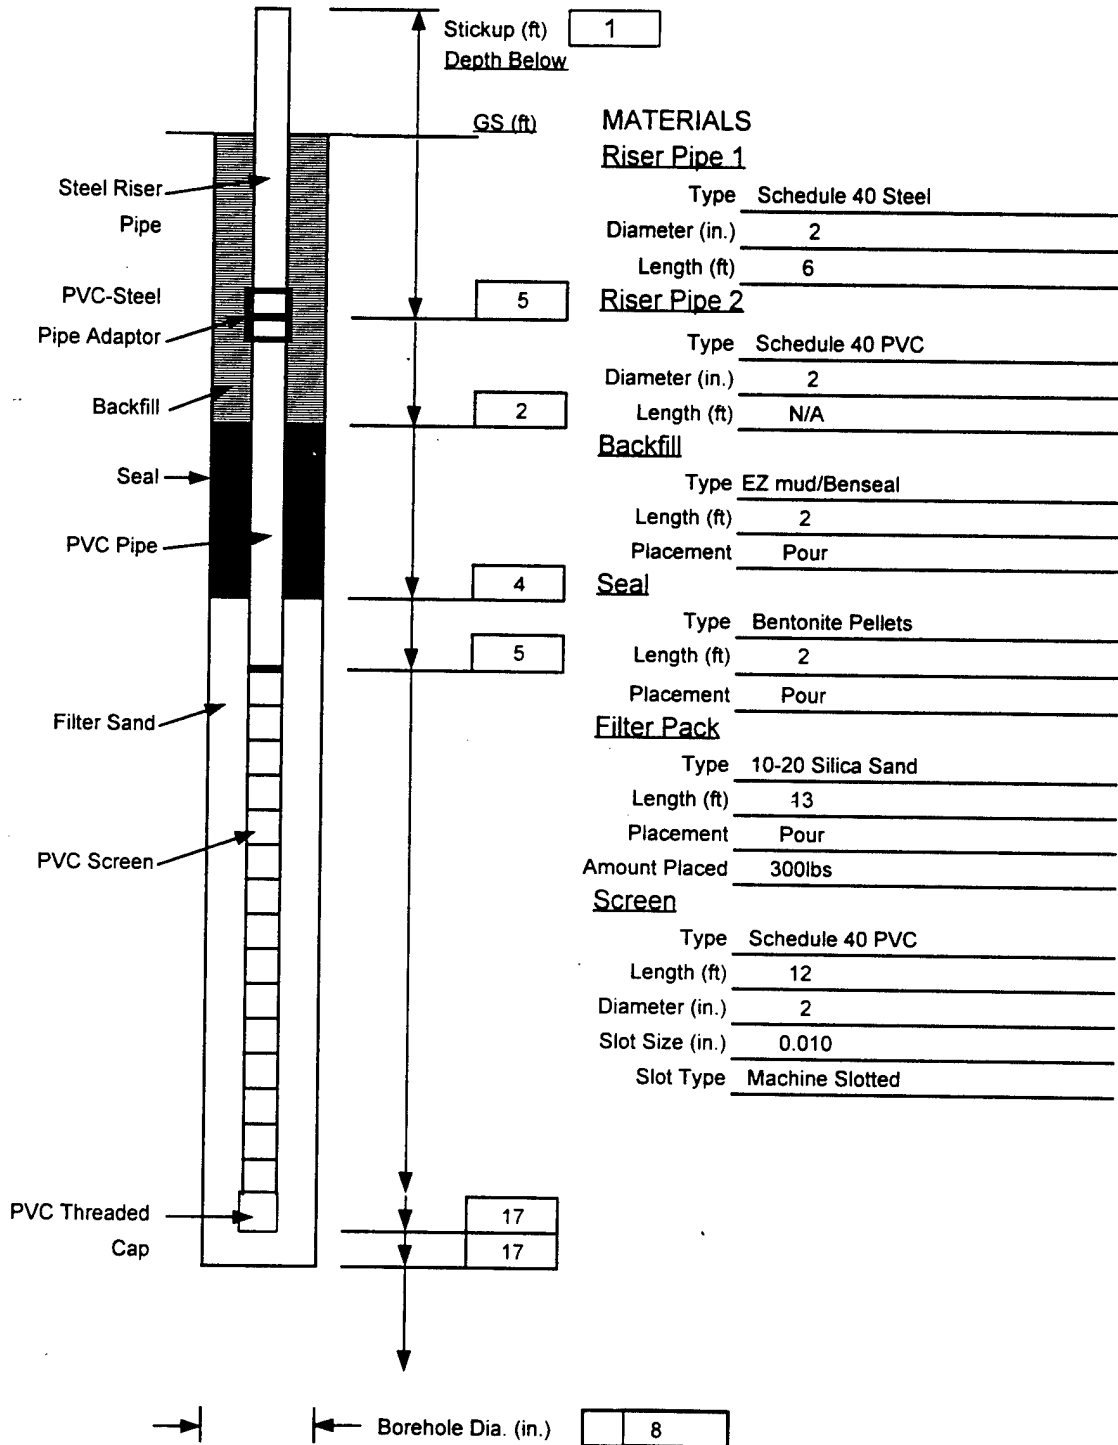 Stickup (ft) 1
Depth Below
GS (ft)
Steel Riser
Pipe
PVC-Steel
Pipe Adaptor
Backfill
Seal
PVC Pipe
Filter Sand
PVC Screen
PVC Threaded
Cap
5
2
4
5
17
17
Borehole Dia. (in.) 8
MATERIALS
Riser Pipe 1
Type Schedule 40 Steel
Diameter (in.) 2
Length (ft) 6
Riser Pipe 2
Type Schedule 40 PVC
Diameter (in.) 2
Length (ft) N/A
Backfill
Type EZ mud/Benseal
Length (ft) 2
Placement Pour
Seal
Type Bentonite Pellets
Length (ft) 2
Placement Pour
Filter Pack
Type 10-20 Silica Sand
Length (ft) 13
Placement Pour
Amount Placed 300lbs
Screen
Type Schedule 40 PVC
Length (ft) 12
Diameter (in.) 2
Slot Size (in.) 0.010
Slot Type Machine Slotted